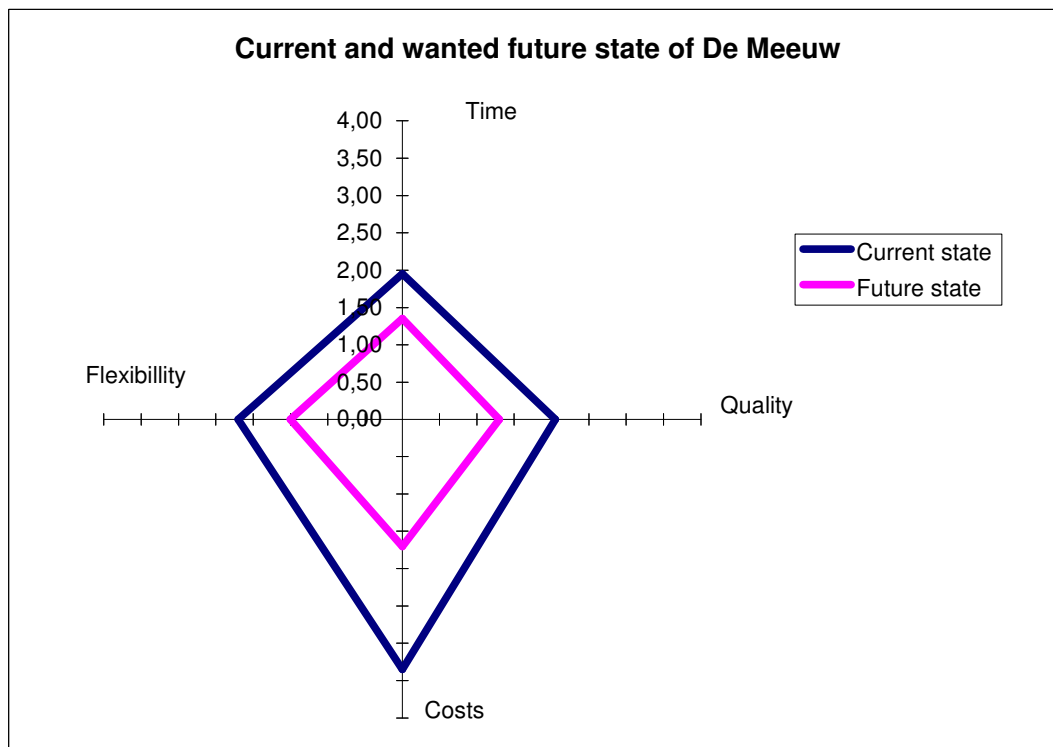 Current and wanted future state of De Meeuw
Time
4,00
3,50
3,00
2,50
2,00
1,50
1,00
0,50
0,00
Current state
Future state
Flexibillity
Quality
Costs